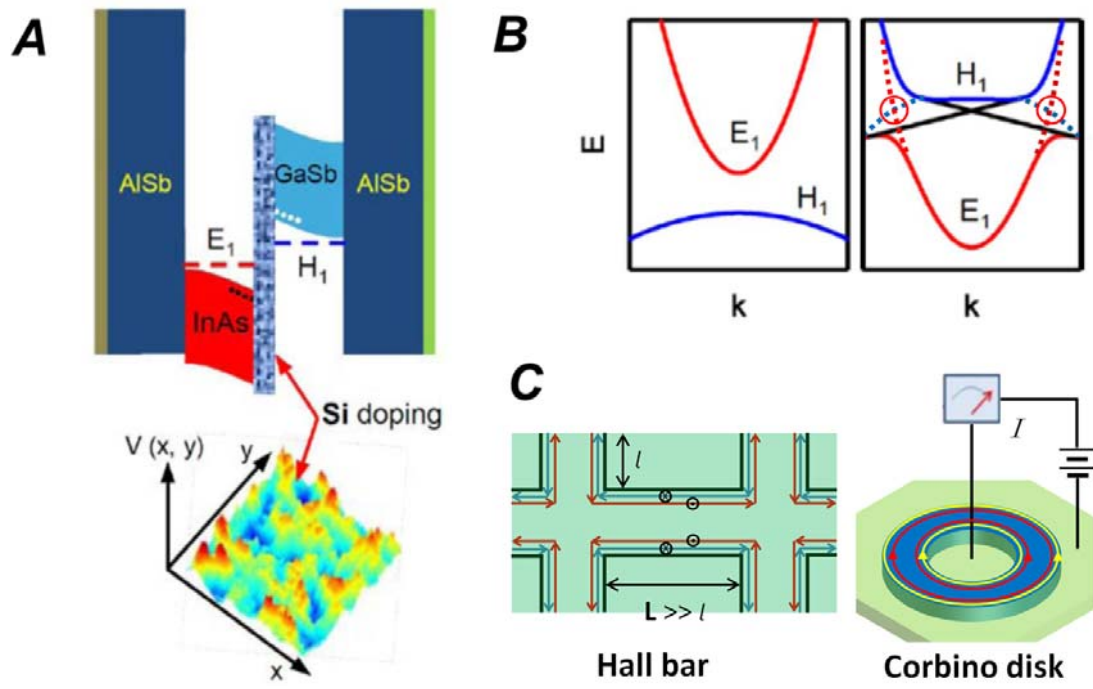 A
AlSb
GaSb
AlSb
E₁
H₁
InAs
Si doping
V (x, y)
y
x
B
E
E₁
H₁
k
H₁
E₁
k
C
l
L >> l
Hall bar
I
Corbino disk